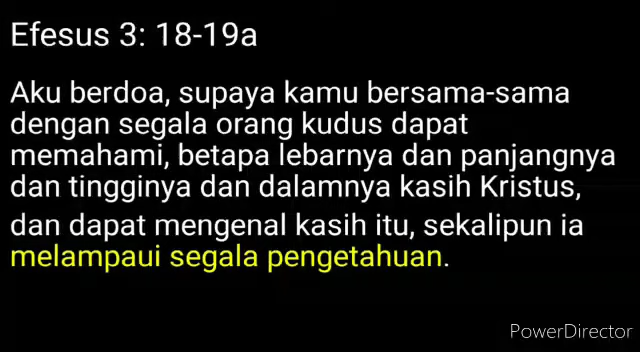 Efesus 3: 18-19a
Aku berdoa, supaya kamu bersama-sama
dengan segala orang kudus dapat
memahami, betapa lebarnya dan panjangnya
dan tingginya dan dalamnya kasih Kristus,
dan dapat mengenal kasih itu, sekalipun ia
melampaui segala pengetahuan.
PowerDirector